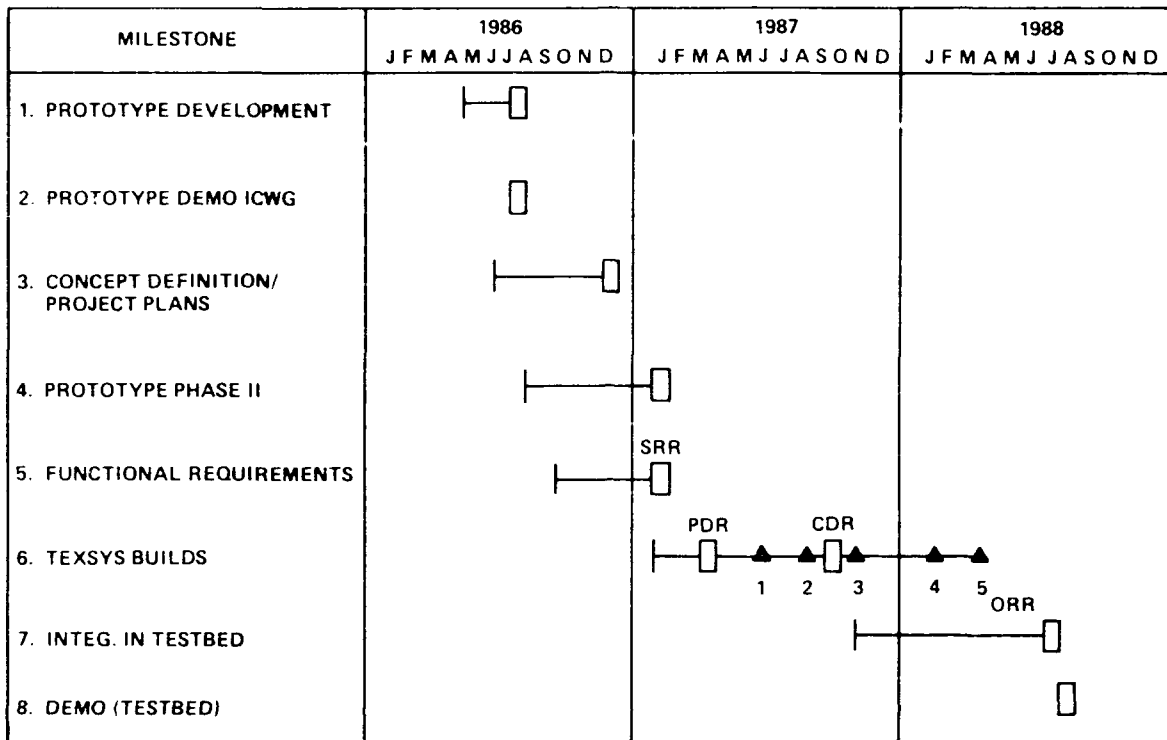 MILESTONE
1986
1987
1988
J F M A M J J A S O N D
J F M A M J J A S O N D
J F M A M J J A S O N D
1. PROTOTYPE DEVELOPMENT
2. PROTOTYPE DEMO ICWG
3. CONCEPT DEFINITION/
PROJECT PLANS
4. PROTOTYPE PHASE II
SRR
5. FUNCTIONAL REQUIREMENTS
PDR
CDR
6. TEXSYS BUILDS
1 2 3 4 5
ORR
7. INTEG. IN TESTBED
8. DEMO (TESTBED)